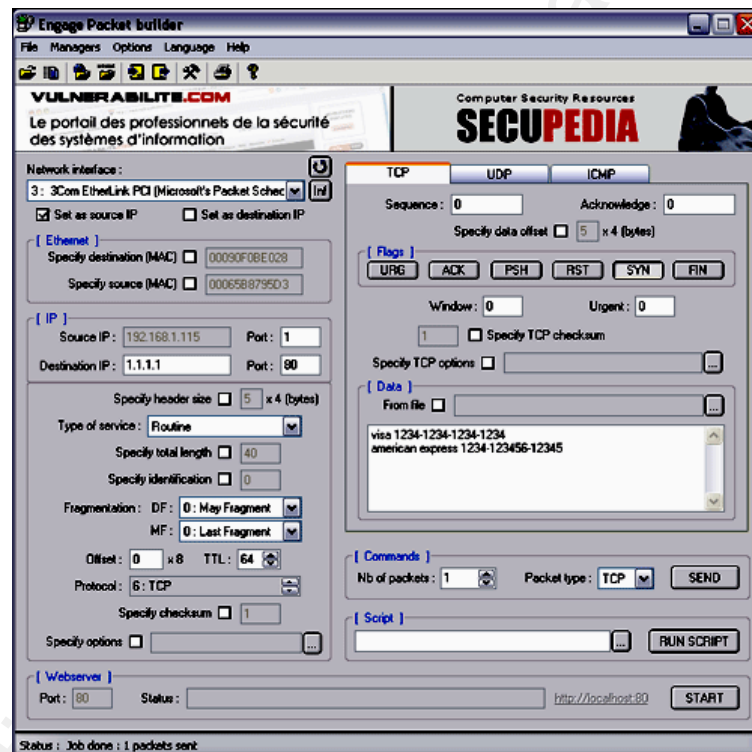 Engage Packet builder
File Managers Options Language Help
VULNERABILITE.COM
Le portail des professionnels de la sécurité
des systèmes d'information
Computer Security Resources
SECUPEDIA
Network interface :
3 : 3Com EtherLink PCI (Microsoft's Packet Schec
Inf
Set as source IP Set as destination IP
[ Ethernet ]
Specify destination (MAC) 00090F0BE028
Specify source (MAC) 00065B8795D3
[ IP ]
Source IP : 192.168.1.115 Port : 1
Destination IP : 1.1.1.1 Port : 80
Specify header size 5 x 4 (bytes)
Type of service : Routine
Specify total length 40
Specify identification 0
Fragmentation : DF : 0 : May Fragment
MF : 0 : Last Fragment
Offset : 0 x8 TTL : 64
Protocol : 6 : TCP
Specify checksum 1
Specify options ...
TCP UDP ICMP
Sequence : 0 Acknowledge : 0
Specify data offset 5 x 4 (bytes)
[ Flags ]
URG ACK PSH RST SYN FIN
Window : 0 Urgent : 0
1 Specify TCP checksum
Specify TCP options ...
[ Data ]
From file ...
visa 1234-1234-1234-1234
american express 1234-123456-12345
[ Commands ]
Nb of packets : 1 Packet type : TCP SEND
[ Script ]
... RUN SCRIPT
[ Webserver ]
Port : 80 Status : http://localhost:80 START
Status : Job done : 1 packets sent